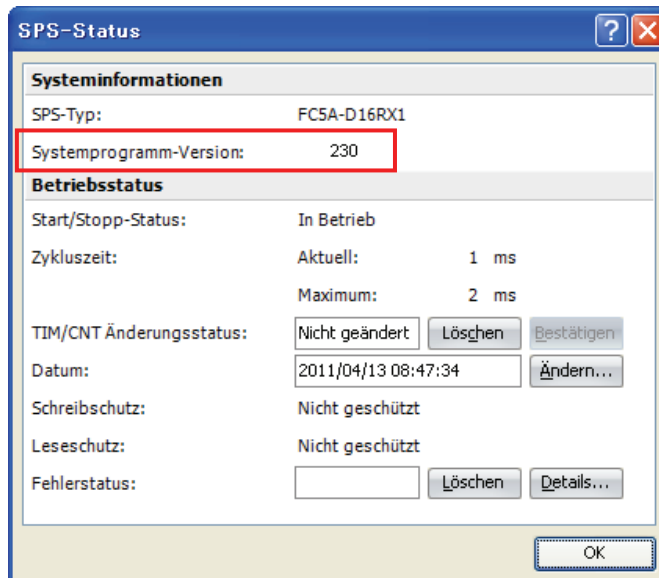 SPS-Status
Systeminformationen
SPS-Typ: FC5A-D16RX1
Systemprogramm-Version: 230
Betriebsstatus
Start/Stopp-Status: In Betrieb
Zykluszeit: Aktuell: 1 ms
Maximum: 2 ms
TIM/CNT Änderungsstatus: Nicht geändert Löschen Bestätigen
Datum: 2011/04/13 08:47:34 Ändern...
Schreibschutz: Nicht geschützt
Leseschutz: Nicht geschützt
Fehlerstatus: Löschen Details...
OK